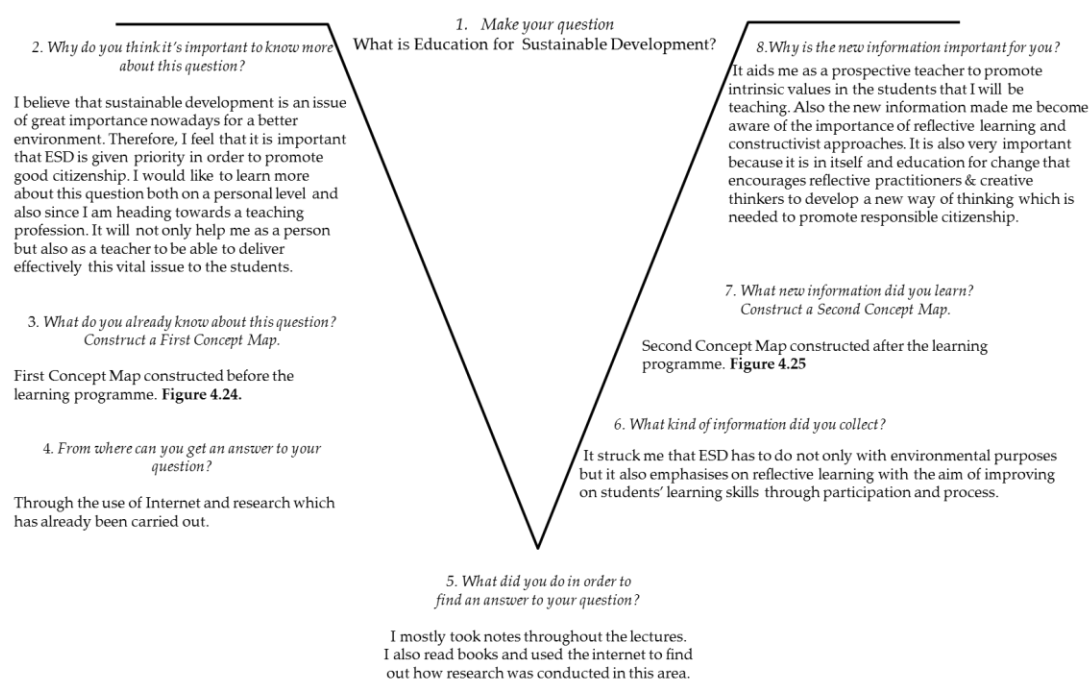 1. Make your question
What is Education for Sustainable Development?
2. Why do you think it's important to know more
about this question?
I believe that sustainable development is an issue
of great importance nowadays for a better
environment. Therefore, I feel that it is important
that ESD is given priority in order to promote
good citizenship. I would like to learn more
about this question both on a personal level and
also since I am heading towards a teaching
profession. It will not only help me as a person
but also as a teacher to be able to deliver
effectively this vital issue to the students.
3. What do you already know about this question?
Construct a First Concept Map.
First Concept Map constructed before the
learning programme. Figure 4.24.
4. From where can you get an answer to your
question?
Through the use of Internet and research which
has already been carried out.
5. What did you do in order to
find an answer to your question?
I mostly took notes throughout the lectures.
I also read books and used the internet to find
out how research was conducted in this area.
6. What kind of information did you collect?
It struck me that ESD has to do not only with environmental purposes
but it also emphasises on reflective learning with the aim of improving
on students' learning skills through participation and process.
7. What new information did you learn?
Construct a Second Concept Map.
Second Concept Map constructed after the learning
programme. Figure 4.25
8.Why is the new information important for you?
It aids me as a prospective teacher to promote
intrinsic values in the students that I will be
teaching. Also the new information made me become
aware of the importance of reflective learning and
constructivist approaches. It is also very important
because it is in itself and education for change that
encourages reflective practitioners & creative
thinkers to develop a new way of thinking which is
needed to promote responsible citizenship.